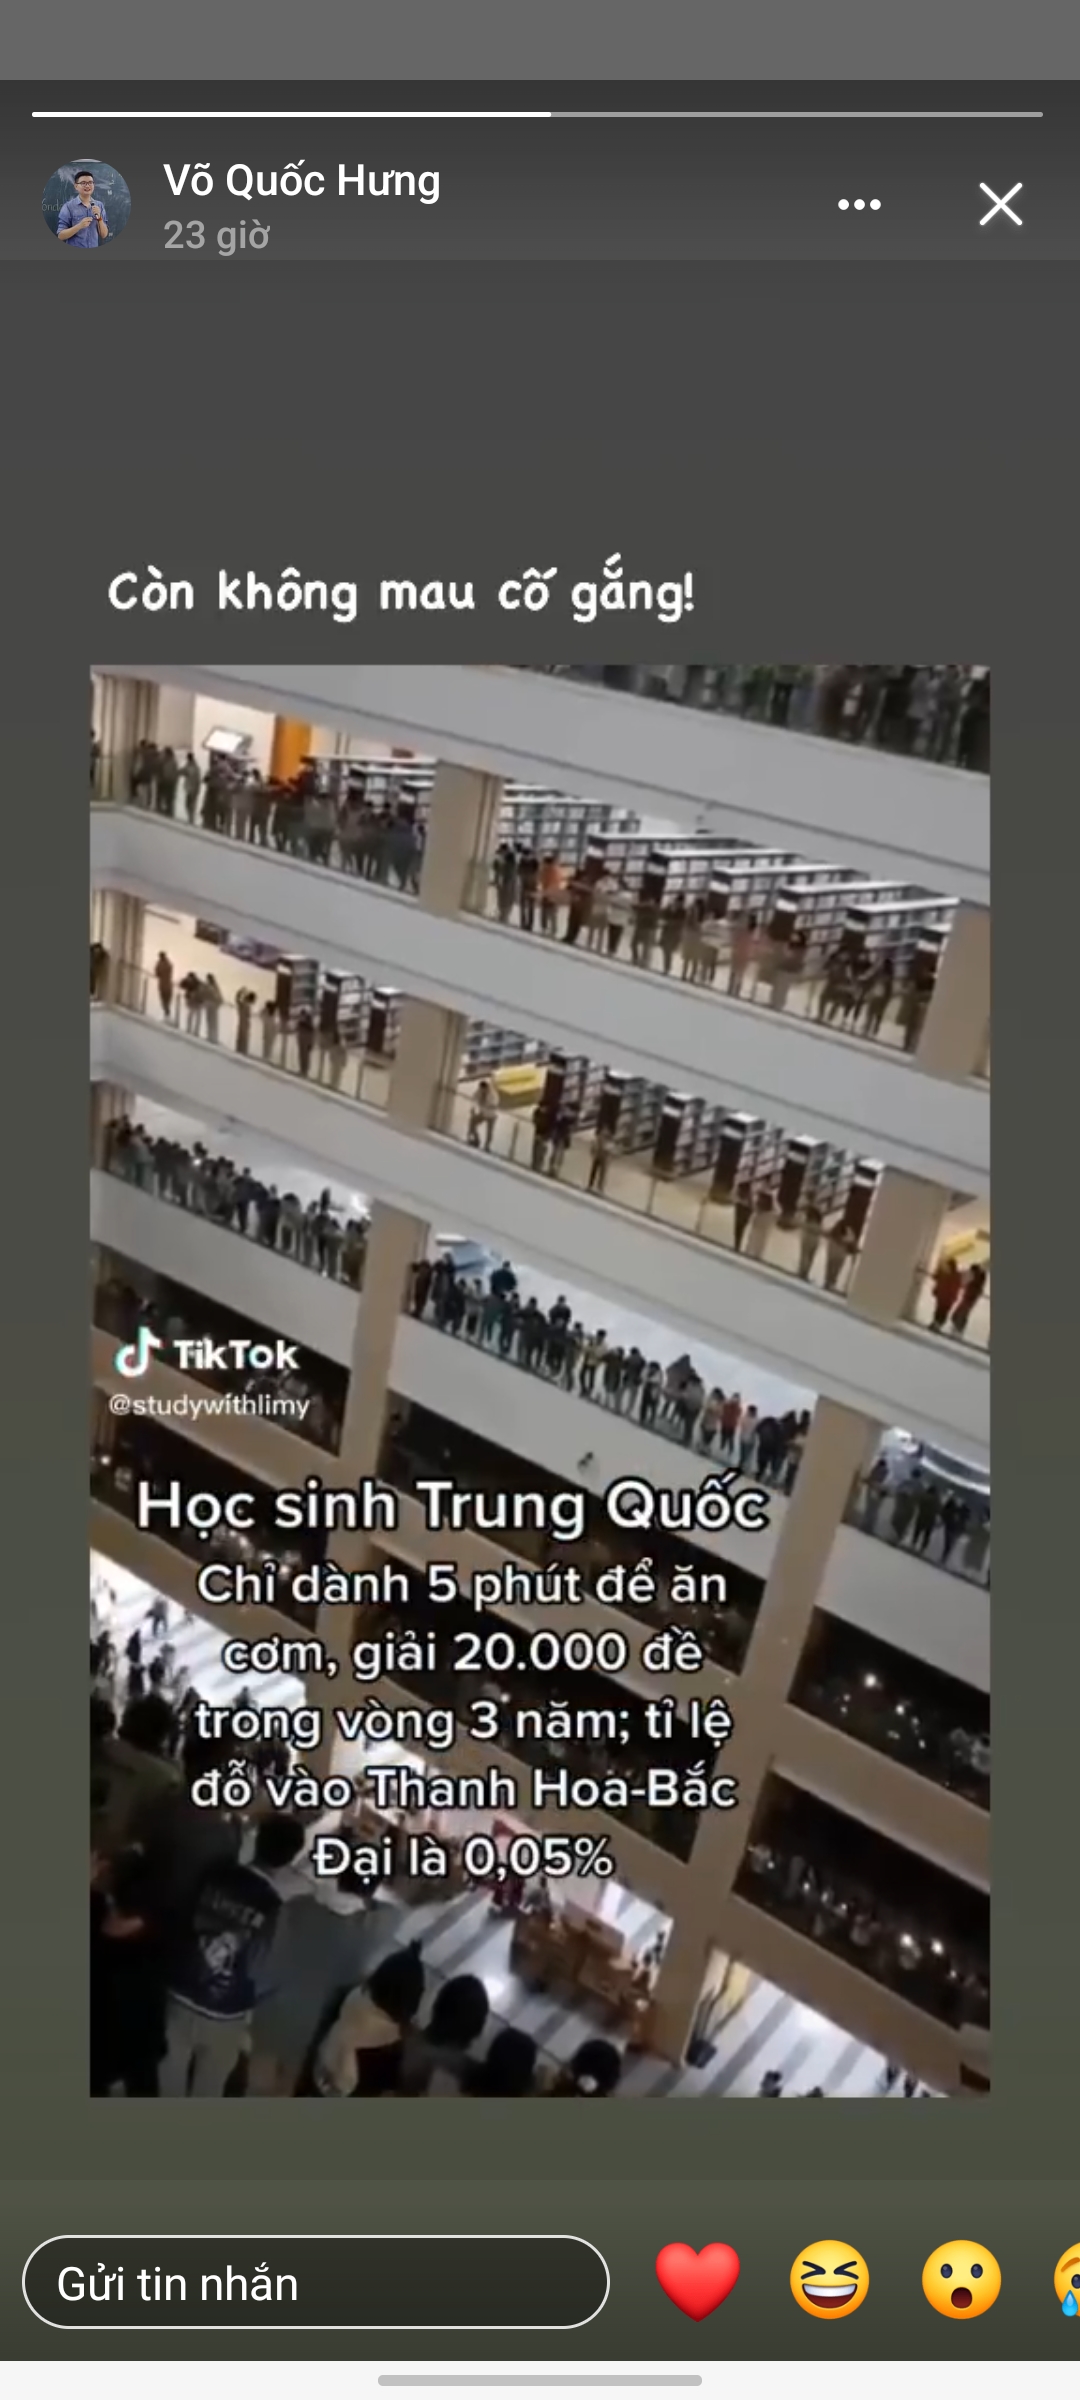 Võ Quốc Hưng
23 giờ
Còn không mau cố gắng!
TikTok
@studywithlimy
Học sinh Trung Quốc
Chỉ dành 5 phút để ăn
cơm, giải 20.000 đề
trong vòng 3 năm; tỉ lệ
đỗ vào Thanh Hoa-Bắc
Đại là 0,05%
Gửi tin nhắn